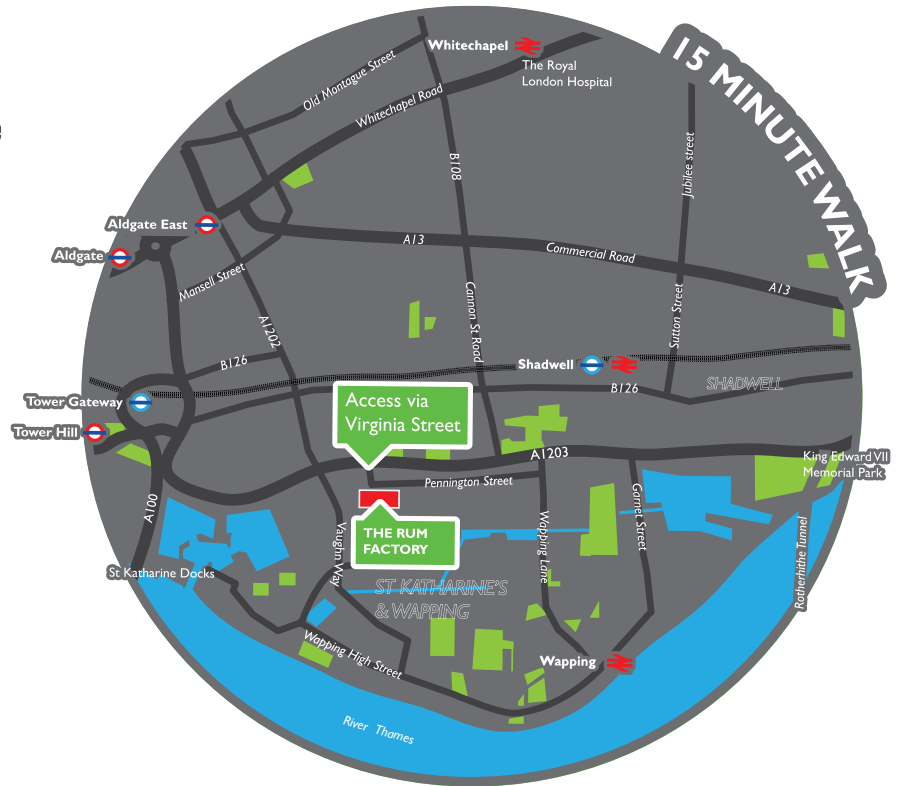 15 MINUTE WALK
Whitechapel
The Royal
London Hospital
Old Montague Street
Whitechapel Road
B108
Jubilee street
Aldgate East
Aldgate
A13
Commercial Road
A13
Mansell Street
A1202
Cannon St Road
Sutton Street
B126
Shadwell
B126
SHADWELL
Tower Gateway
Tower Hill
Access via
Virginia Street
A1203
King Edward VII
Memorial Park
Pennington Street
A100
THE RUM
FACTORY
Vaughn Way
Wapping Lane
Garnet Street
Rotherhithe Tunnel
St Katharine Docks
ST KATHARINE'S
& WAPPING
Wapping High Street
Wapping
River Thames